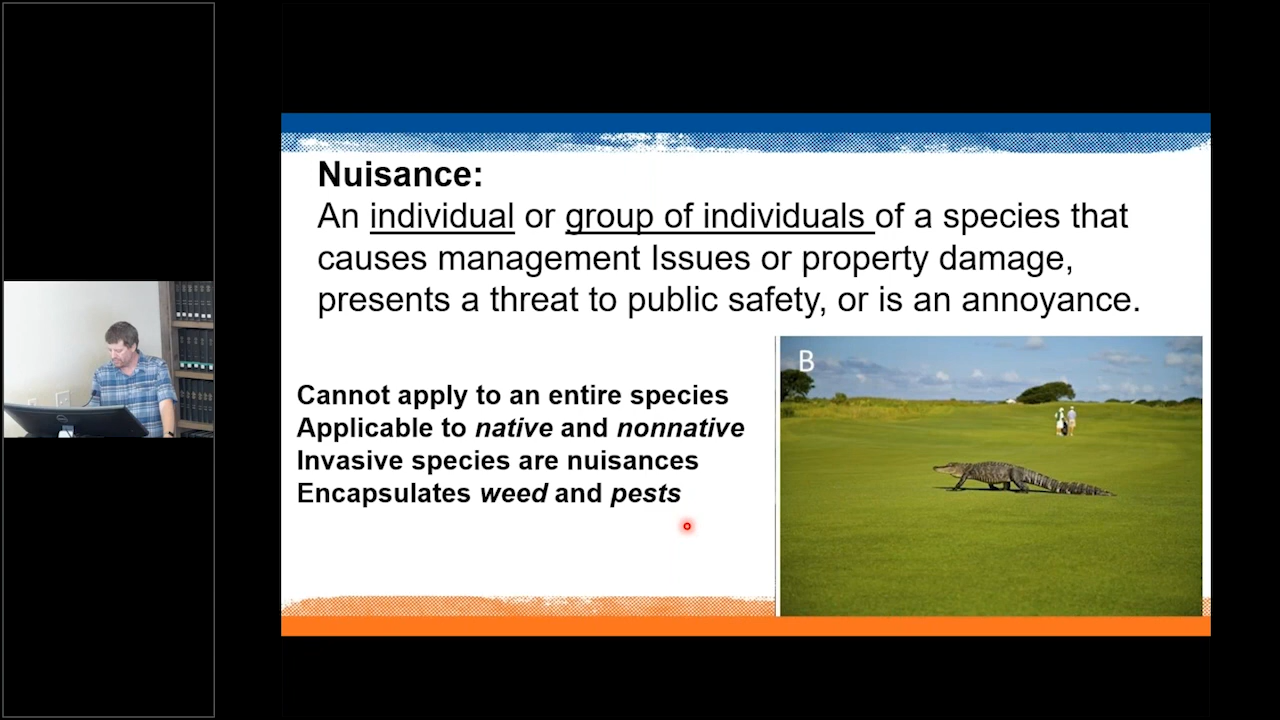 Nuisance:
An individual or group of individuals of a species that
causes management Issues or property damage,
presents a threat to public safety, or is an annoyance.
B
Cannot apply to an entire species
Applicable to native and nonnative
Invasive species are nuisances
Encapsulates weed and pests